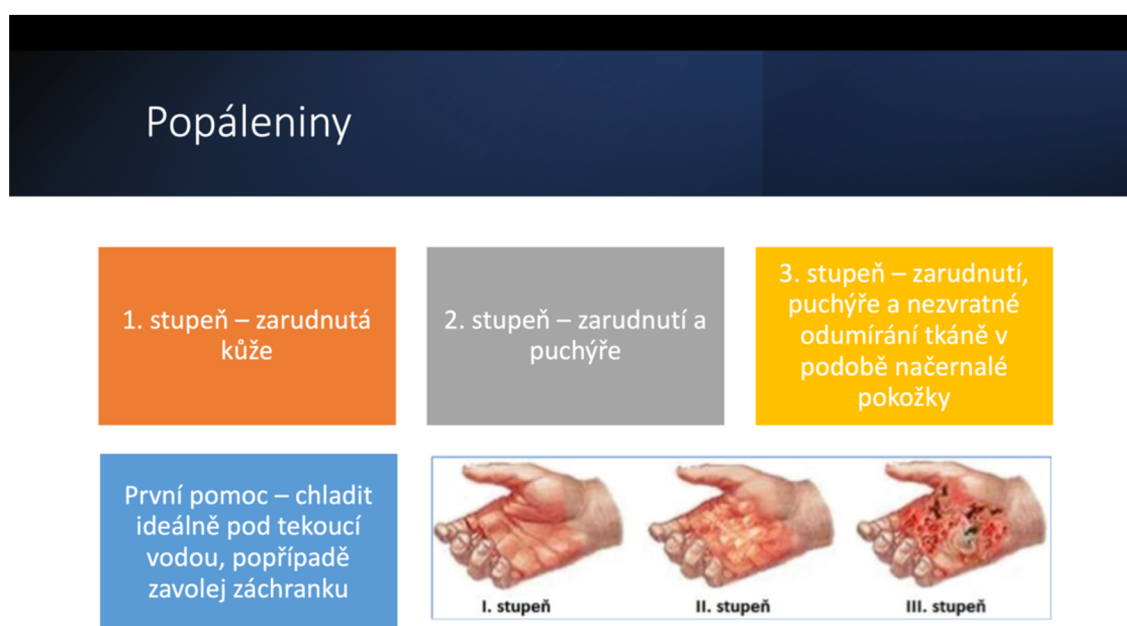 Popáleniny
1. stupeň – zarudnutá
kůže
2. stupeň – zarudnutí a
puchýře
3. stupeň – zarudnutí,
puchýře a nezvratné
odumírání tkáně v
podobě načernalé
pokožky
První pomoc – chladit
ideálně pod tekoucí
vodou, popřípadě
zavolej záchranku
I. stupeň
II. stupeň
III. stupeň